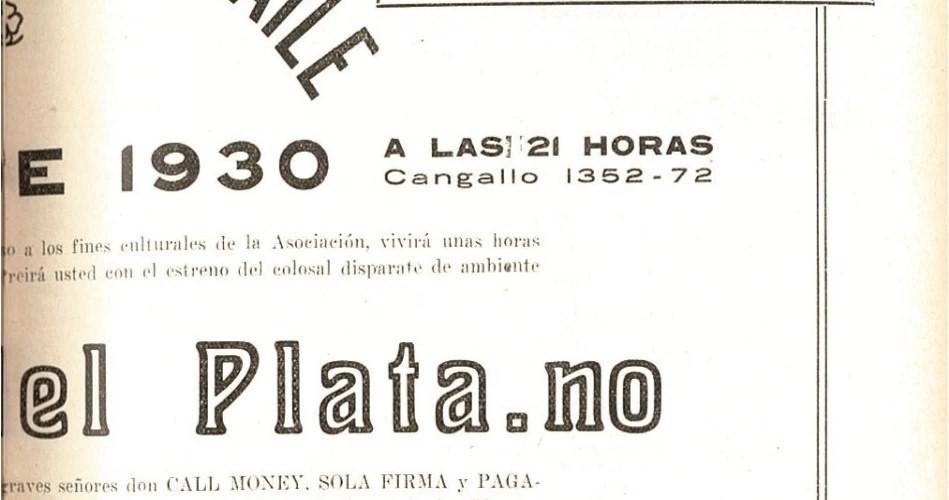 AILE
E 1930
A LAS 21 HORAS
Cangallo 1352-72
so a los fines culturales de la Asociación, vivirá unas horas
reirá usted con el estreno del colosal disparate de ambiente
el Plata.no
graves señores don CALL MONEY, SOLA FIRMA y PAGA-